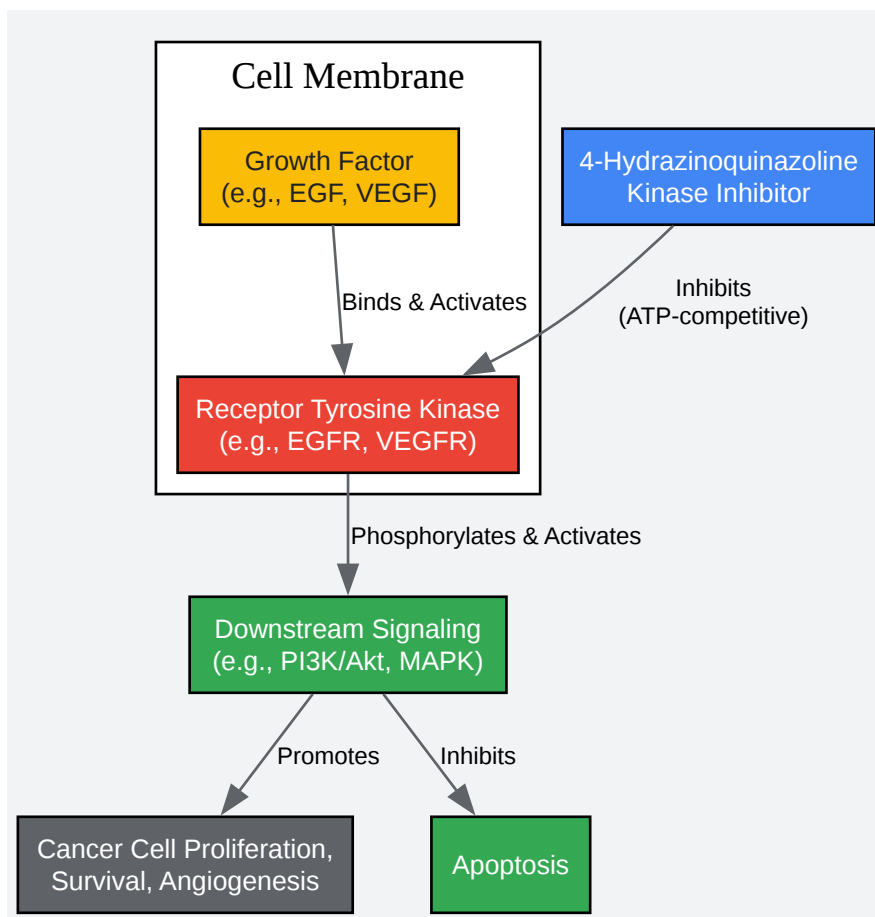 Cell Membrane
Growth Factor
(e.g., EGF, VEGF)
4-Hydrazinoquinazoline
Kinase Inhibitor
Binds & Activates
Inhibits
(ATP-competitive)
Receptor Tyrosine Kinase
(e.g., EGFR, VEGFR)
Phosphorylates & Activates
Downstream Signaling
(e.g., PI3K/Akt, MAPK)
Promotes
Inhibits
Cancer Cell Proliferation,
Survival, Angiogenesis
Apoptosis